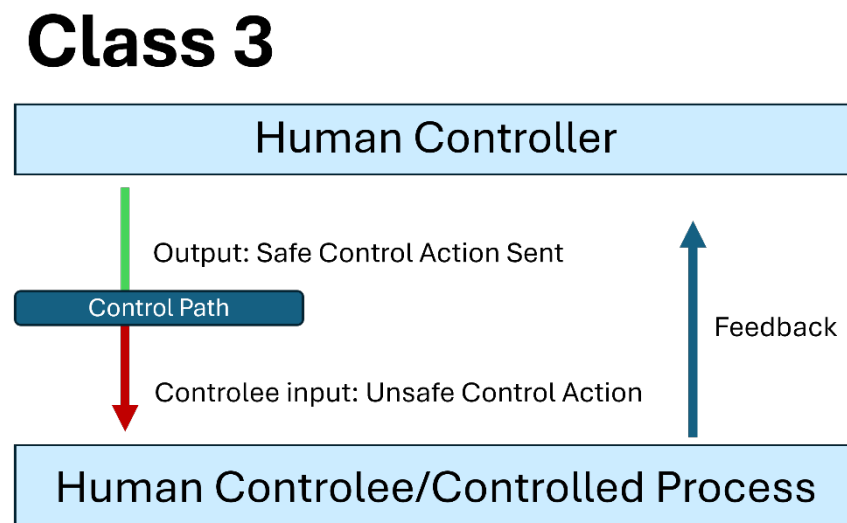 Class 3
Human Controller
Output: Safe Control Action Sent
Control Path
Feedback
Controlee input: Unsafe Control Action
Human Controlee/Controlled Process